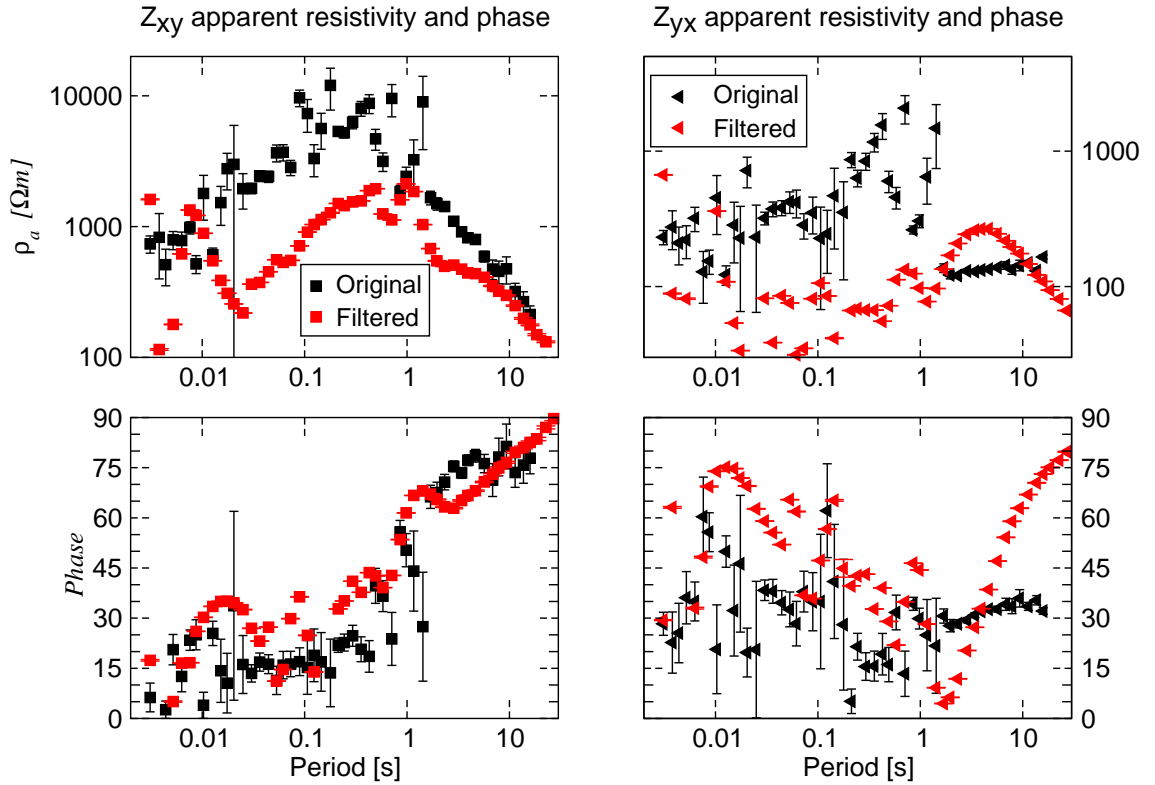 Zxy apparent resistivity and phase
Zyx apparent resistivity and phase
10000
1000
100
ρa [Ωm]
Original
Filtered
0.01 0.1 1 10
Original
Filtered
1000
100
0.01 0.1 1 10
90
75
60
45
30
15
0
Phase
0.01 0.1 1 10
Period [s]
90
75
60
45
30
15
0
0.01 0.1 1 10
Period [s]